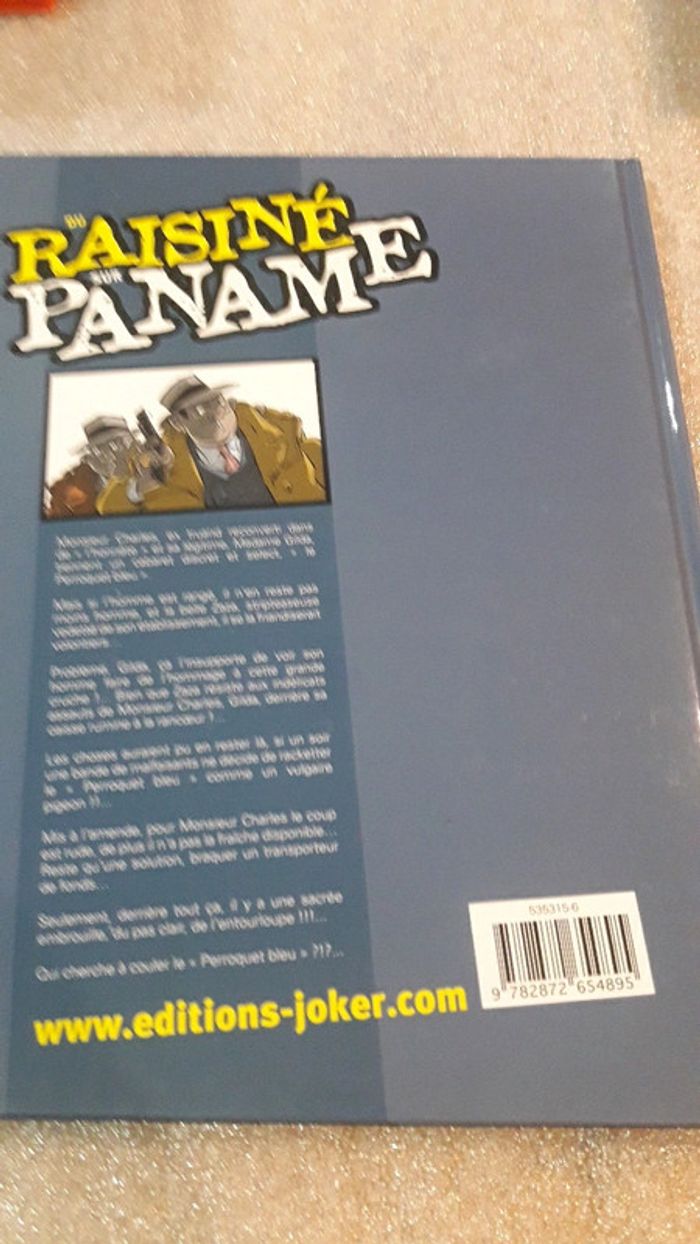 DU
RAISINÉ
SUR
PANAME
Monsieur Charles, ex truand reconverti dans
de « l'honnête » et sa légitime, Madame Gilda,
tiennent un cabaret discret et select, « le
Perroquet bleu ».
Mais si l'homme est rangé, il n'en reste pas
moins homme, et la belle Zaza, stripteaseuse
vedette de son établissement, il se la friandiserait
volontiers...
Problème, Gilda, ça l'insupporte de voir son
homme faire de l'hommage à cette grande
cruche ! Bien que Zaza résiste aux indélicats
assauts de Monsieur Charles, Gilda, derrière sa
caisse, rumine à la rancœur !...
Les choses auraient pu en rester là, si un soir
une bande de malfaisants ne décide de racketter
le « Perroquet bleu » comme un vulgaire
pigeon !!...
Mis à l'amende, pour Monsieur Charles le coup
est rude, de plus il n'a pas la fraîche disponible...
Reste qu'une solution, braquer un transporteur
de fonds...
Seulement, derrière tout ça, il y a une sacrée
embrouille, du pas clair, de l'entourloupe !!!...
Qui cherche à couler le « Perroquet bleu » ?!?...
www.editions-joker.com
535315-6
9 782872 654895